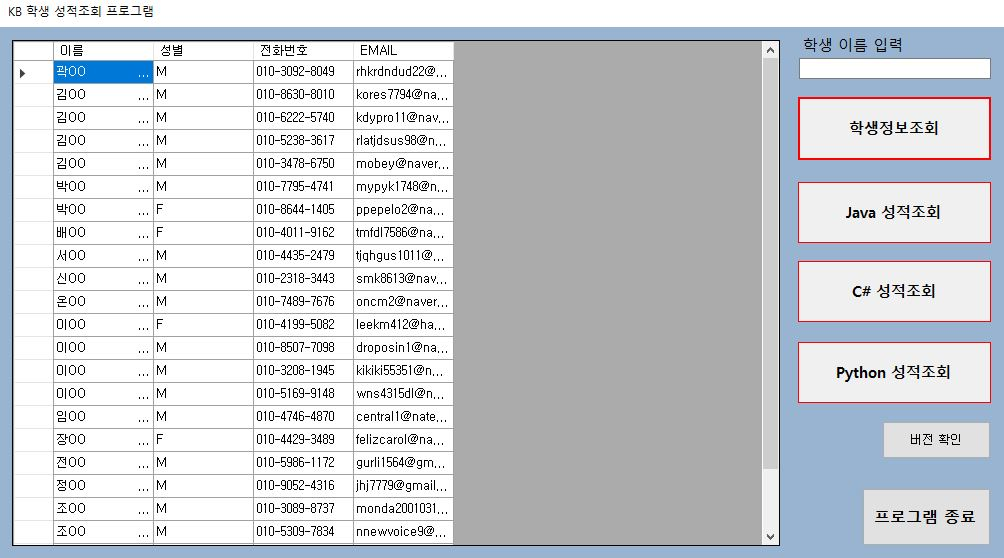 KB 학생 성적조회 프로그램
이름 성별 전화번호 EMAIL
곽OO ... M 010-3092-8049 rhkrdndud22@...
김OO ... M 010-8630-8010 kores7794@na...
김OO ... M 010-6222-5740 kdypro11@nav...
김OO ... M 010-5238-3617 rlatjdsus98@n...
김OO ... M 010-3478-6750 mobey@naver...
박OO ... M 010-7795-4741 mypyk1748@n...
박OO ... F 010-8644-1405 ppepelo2@na...
배OO ... F 010-4011-9162 tmfdl7586@na...
서OO ... M 010-4435-2479 tjqhgus1011@...
신OO ... M 010-2318-3443 smk8613@nav...
온OO ... M 010-7489-7676 oncm2@naver...
이OO ... F 010-4199-5082 leekm412@ha...
이OO ... M 010-8507-7098 droposin1@na...
이OO ... M 010-3208-1945 kikiki55351@n...
이OO ... M 010-5169-9148 wns4315dl@n...
임OO ... M 010-4746-4870 central1@nate...
장OO ... F 010-4429-3489 felizcarol@na...
전OO ... M 010-5986-1172 gurli1564@gm...
정OO ... M 010-9052-4316 jhj7779@gmail...
조OO ... M 010-3089-8737 monda2001031...
조OO ... M 010-5309-7834 nnewvoice9@...
학생 이름 입력
학생정보조회
Java 성적조회
C# 성적조회
Python 성적조회
버전 확인
프로그램 종료